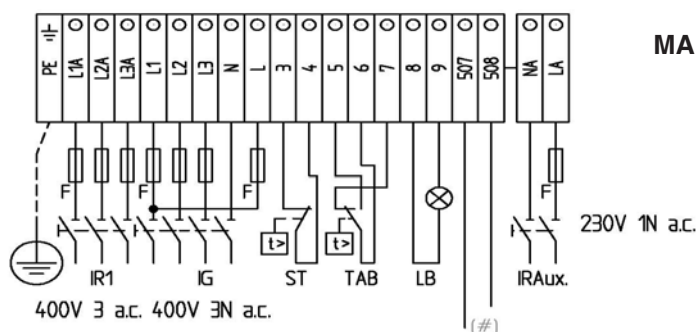 MA
PE L1A L2A L3A L1 L2 L3 N L 3 4 5 6 7 8 9 507 508 NA LA
F F F F
t> t> 230V 1N a.c.
IR1 IG ST TAB LB IRAux.
400V 3 a.c. 400V 3N a.c.
(#)